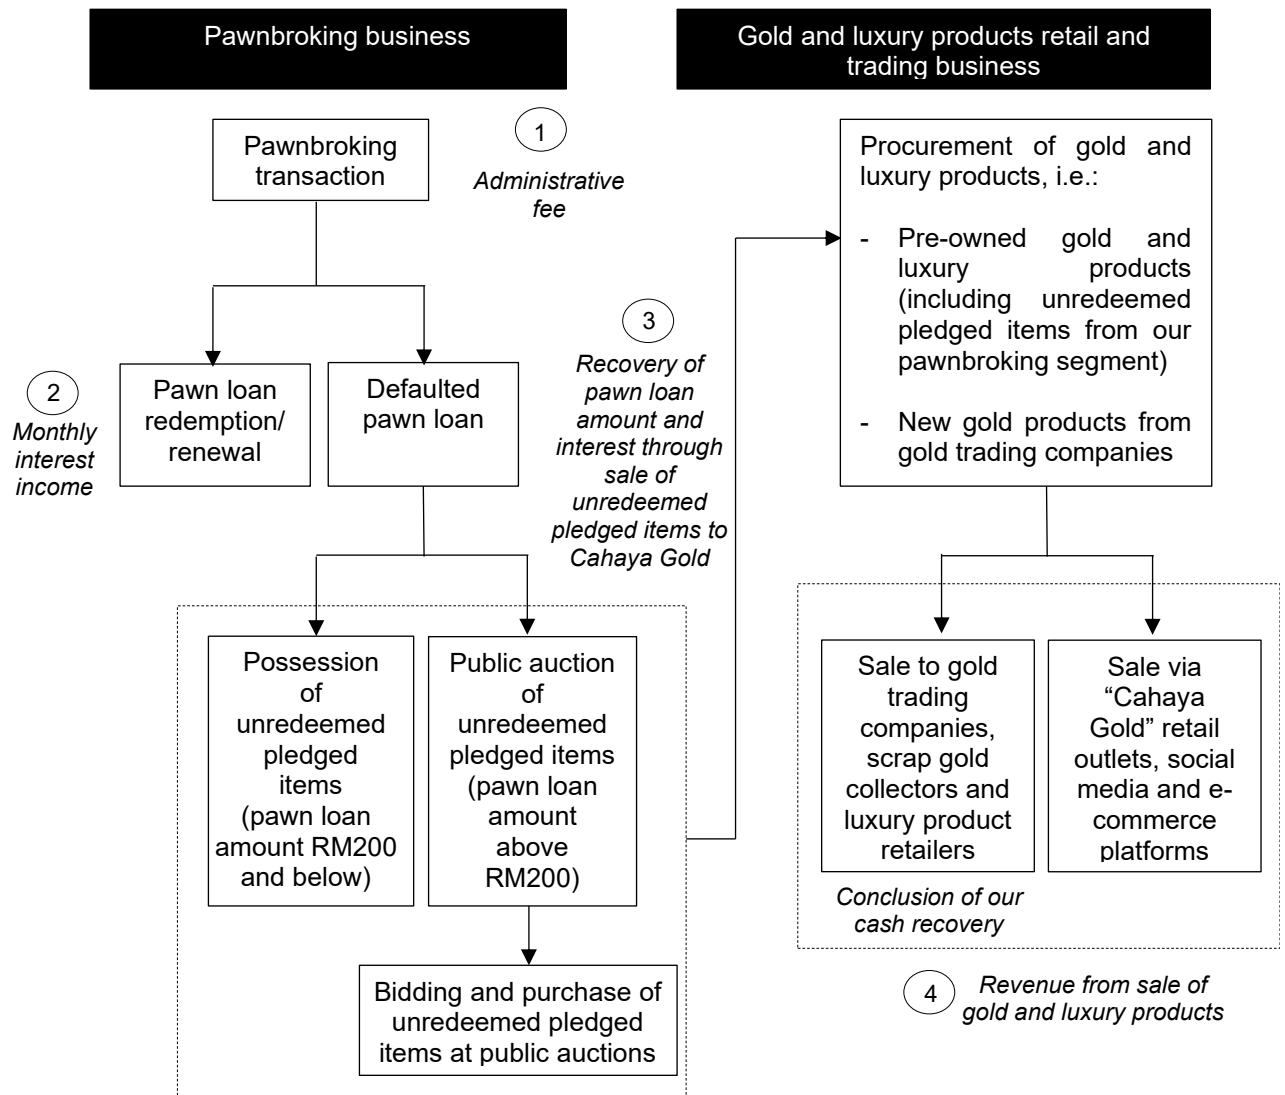 Pawnbroking business
Gold and luxury products retail and
trading business
Pawnbroking
transaction
1
Administrative
fee
2
Monthly
interest
income
Pawn loan
redemption/
renewal
Defaulted
pawn loan
3
Recovery of
pawn loan
amount and
interest through
sale of
unredeemed
pledged items to
Cahaya Gold
Possession
of
unredeemed
pledged
items
(pawn loan
amount RM200
and below)
Public auction
of
unredeemed
pledged items
(pawn loan
amount
above
RM200)
Bidding and purchase of
unredeemed pledged
items at public auctions
Procurement of gold and
luxury products, i.e.:
- Pre-owned gold and
luxury products
(including unredeemed
pledged items from our
pawnbroking segment)
- New gold products from
gold trading companies
Sale to gold
trading
companies,
scrap gold
collectors and
luxury product
retailers
Conclusion of our
cash recovery
Sale via
“Cahaya
Gold” retail
outlets, social
media and e-
commerce
platforms
4
Revenue from sale of
gold and luxury products